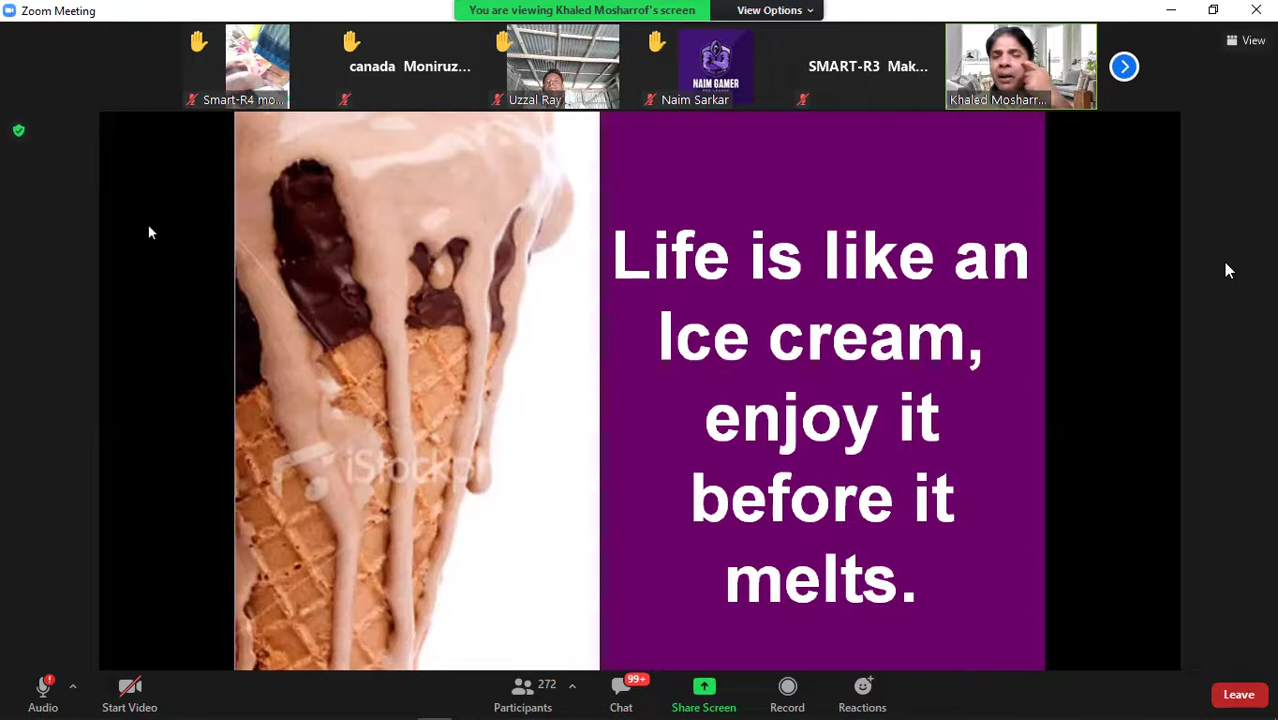 Zoom Meeting
You are viewing Khaled Mosharrof's screen
View Options
View
Smart-R4 mo...
canada Moniruz...
Uzzal Ray
NAIM GAMER
Naim Sarkar
SMART-R3 Mak...
Khaled Mosharr...
Life is like an
Ice cream,
enjoy it
before it
melts.
Audio
Start Video
272
Participants
99+
Chat
Share Screen
Record
Reactions
Leave